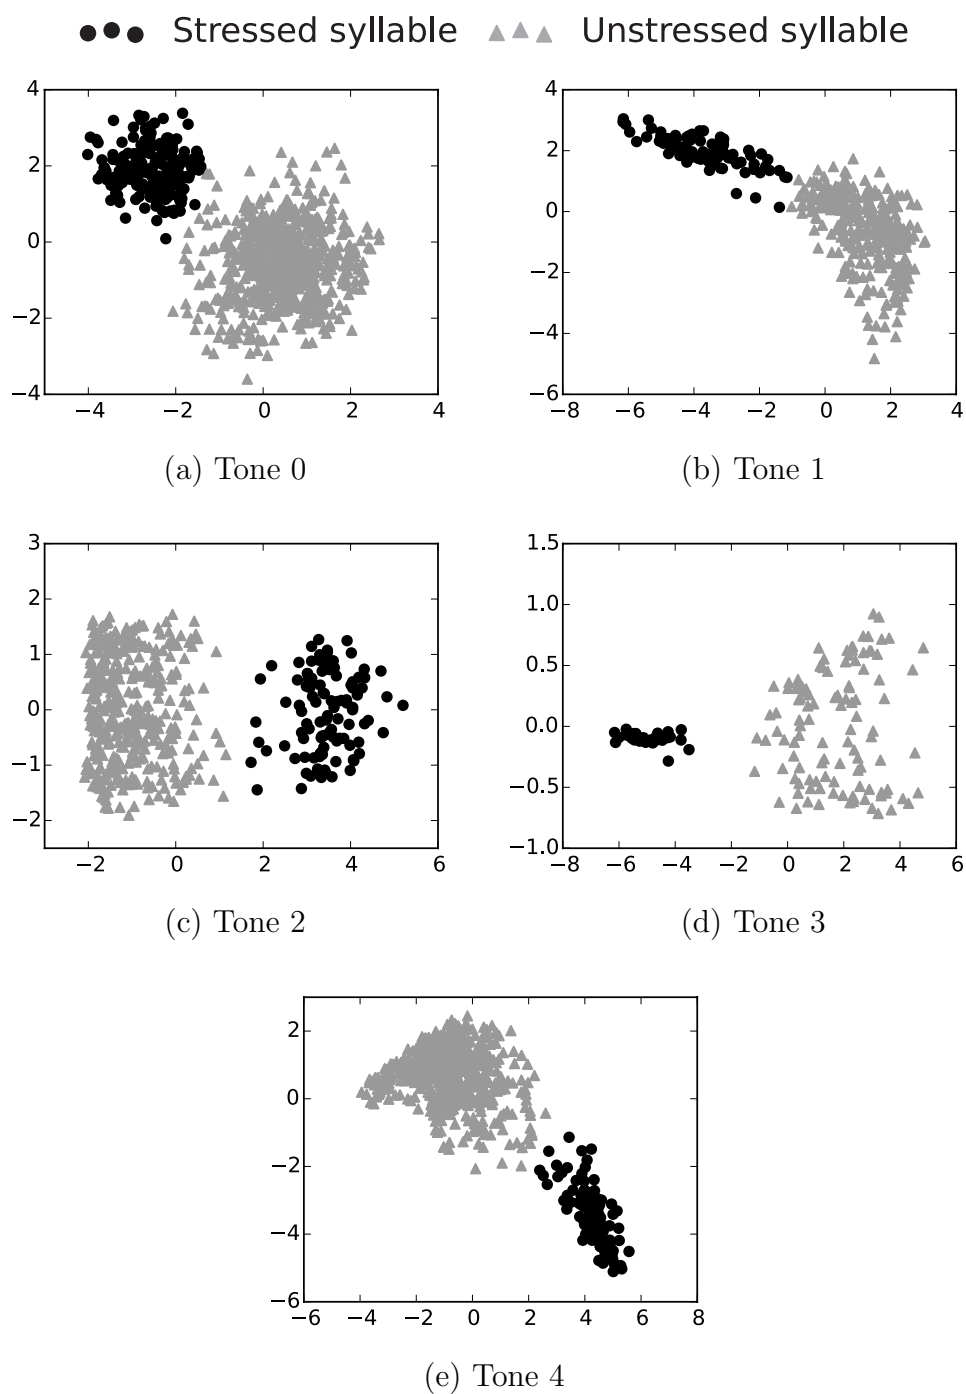 Stressed syllable Unstressed syllable
4
2
0
−2
−4
−4 −2 0 2 4
(a) Tone 0
4
2
0
−2
−4
−6
−8 −6 −4 −2 0 2 4
(b) Tone 1
3
2
1
0
−1
−2
−2 0 2 4 6
(c) Tone 2
1.5
1.0
0.5
0.0
−0.5
−1.0
−8 −6 −4 −2 0 2 4 6
(d) Tone 3
2
0
−2
−4
−6
−6 −4 −2 0 2 4 6 8
(e) Tone 4